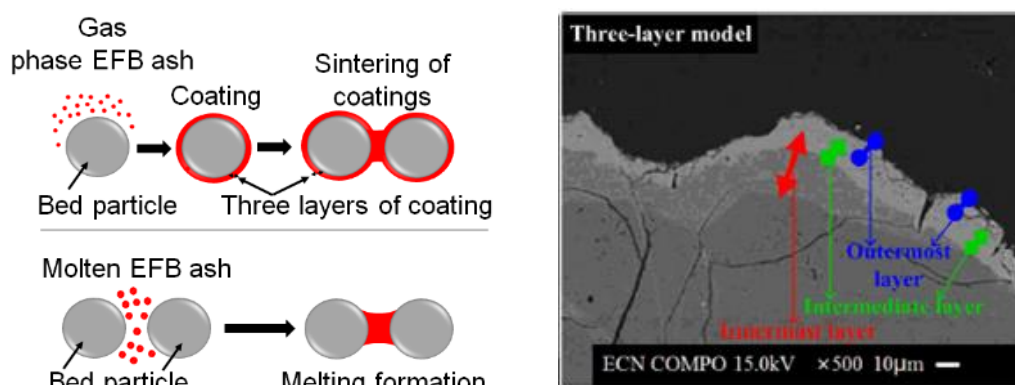 Gas
phase EFB ash
Coating
Sintering of
coatings
Bed particle
Three layers of coating
Molten EFB ash
Bed particle
Melting formation
Three-layer model
Outermost
layer
Intermediate layer
Innermost layer
ECN COMPO 15.0kV ×500 10μm